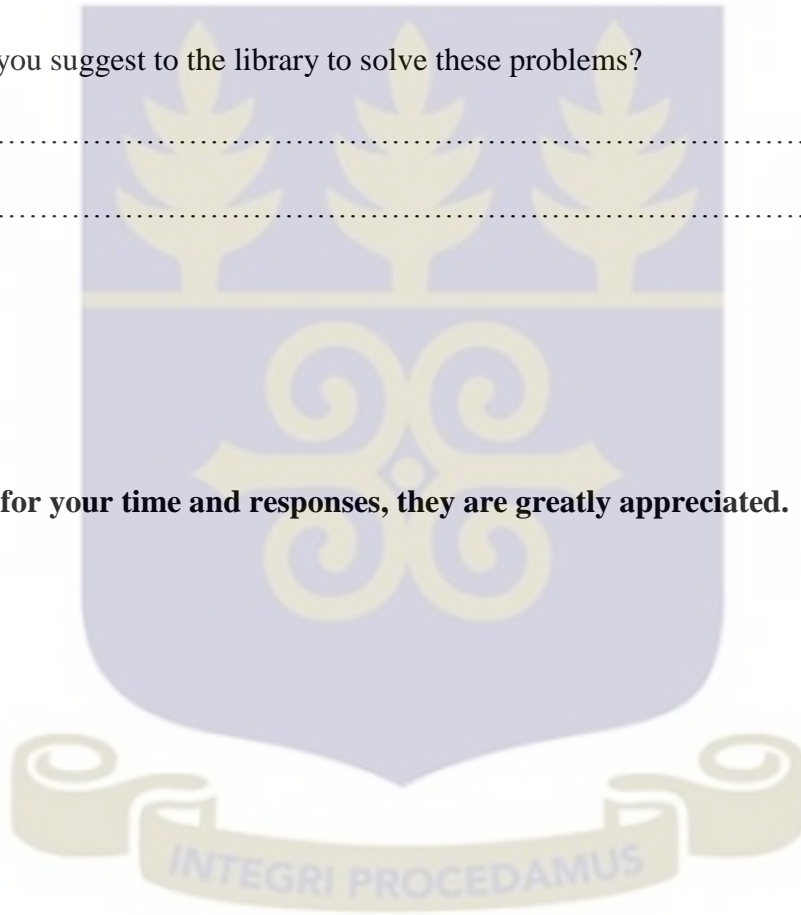 you suggest to the library to solve these problems?
for your time and responses, they are greatly appreciated.
INTEGRI PROCEDAMUS